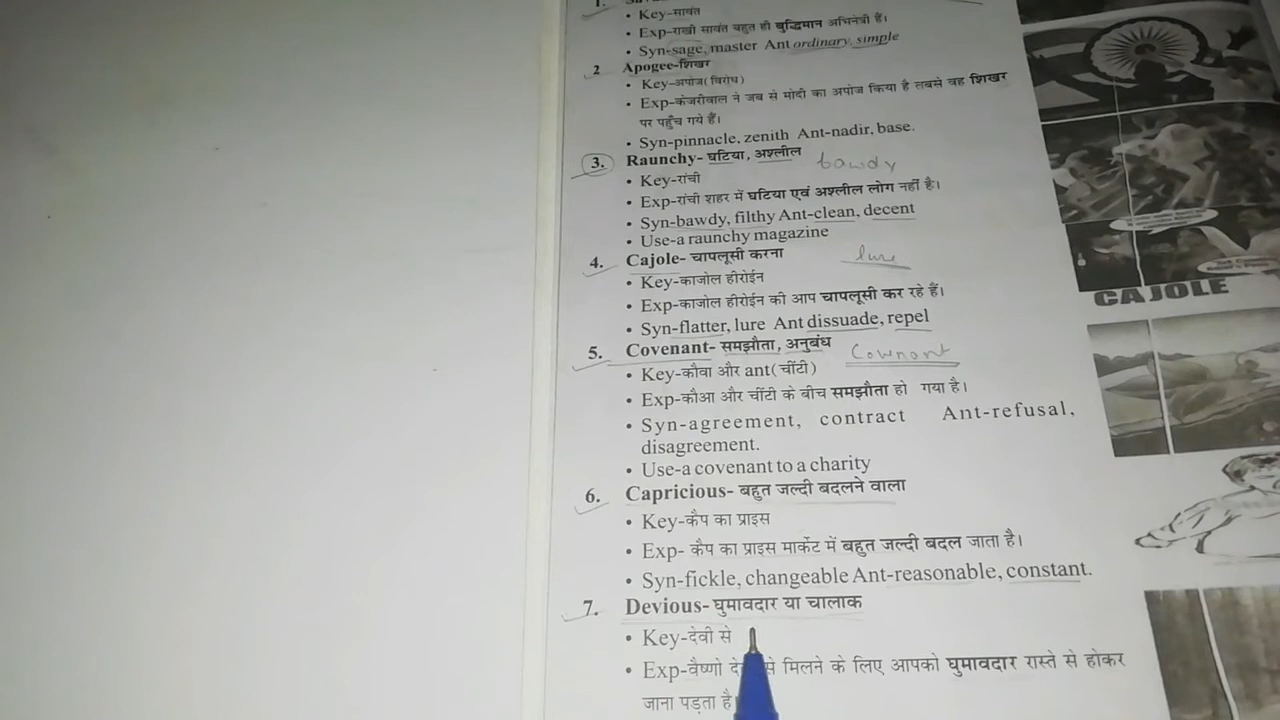 1.
• Key-सावंत
• Exp-राखी सावंत बहुत ही बुद्धिमान अभिनेत्री हैं।
• Syn-sage, master Ant ordinary, simple
2 Apogee-शिखर
• Key-अपोज(विरोध)
• Exp-केजरीवाल ने जब से मोदी का अपोज किया है तबसे वह शिखर
पर पहुँच गये हैं।
• Syn-pinnacle, zenith Ant-nadir, base.
3. Raunchy- घटिया, अश्लील bawdy
• Key-रांची
• Exp-रांची शहर में घटिया एवं अश्लील लोग नहीं है।
• Syn-bawdy, filthy Ant-clean, decent
• Use-a raunchy magazine
4. Cajole- चापलूसी करना lure
• Key-काजोल हीरोईन
• Exp-काजोल हीरोईन की आप चापलूसी कर रहे हैं।
• Syn-flatter, lure Ant dissuade, repel
CAJOLE
5. Covenant- समझौता, अनुबंध Covenant
• Key-कौवा और ant(चींटी)
• Exp-कौआ और चींटी के बीच समझौता हो गया है।
• Syn-agreement, contract Ant-refusal,
disagreement.
• Use-a covenant to a charity
6. Capricious- बहुत जल्दी बदलने वाला
• Key-कैप का प्राइस
• Exp- कैप का प्राइस मार्केट में बहुत जल्दी बदल जाता है।
• Syn-fickle, changeable Ant-reasonable, constant.
7. Devious- घुमावदार या चालाक
• Key-देवी से
• Exp-वैष्णो से मिलने के लिए आपको घुमावदार रास्ते से होकर
जाना पड़ता है